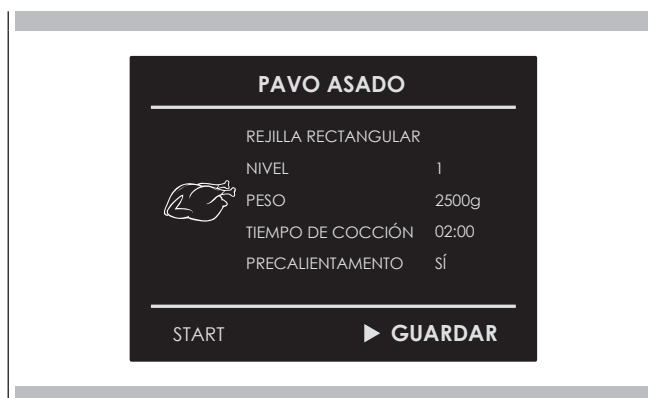 PAVO ASADO
REJILLA RECTANGULAR
NIVEL 1
PESO 2500g
TIEMPO DE COCCIÓN 02:00
PRECALIENTAMENTO SÍ
START ▶ GUARDAR